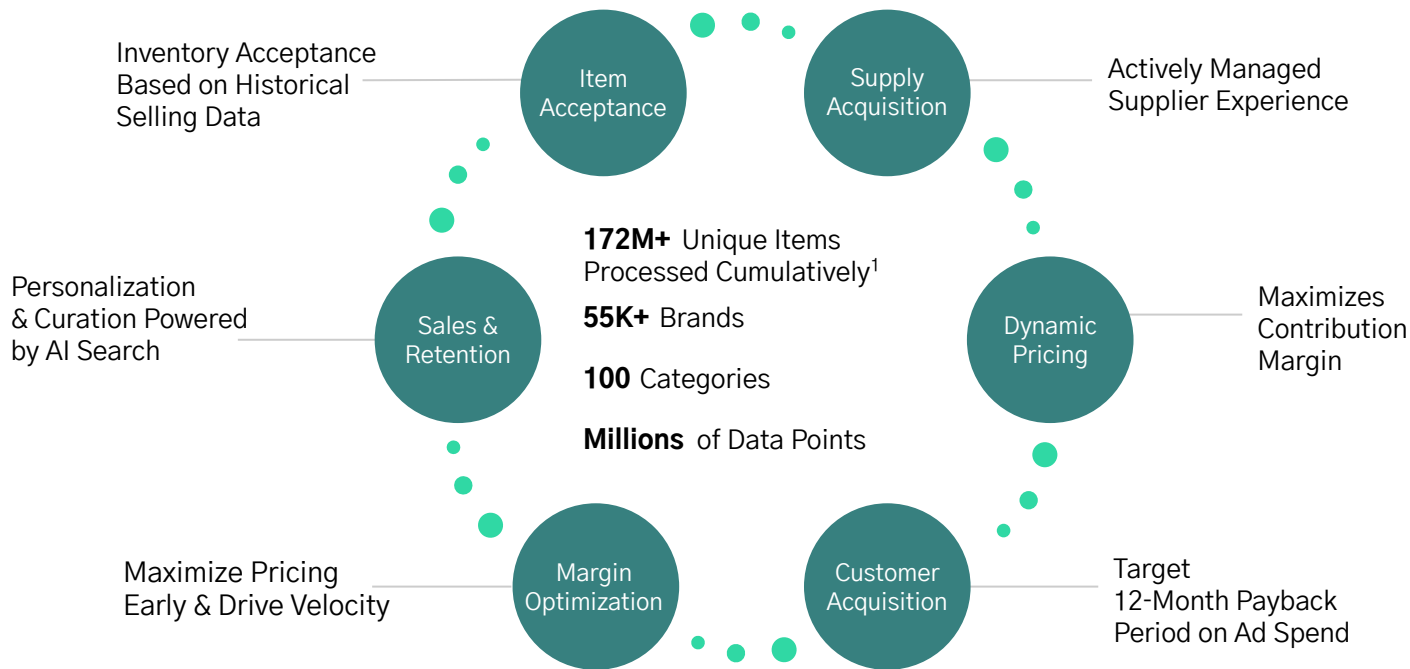 Inventory Acceptance
Based on Historical
Selling Data
Item
Acceptance
Supply
Acquisition
Actively Managed
Supplier Experience
Personalization
& Curation Powered
by AI Search
Sales &
Retention
172M+ Unique Items
Processed Cumulatively¹
55K+ Brands
100 Categories
Millions of Data Points
Dynamic
Pricing
Maximizes
Contribution
Margin
Maximize Pricing
Early & Drive Velocity
Margin
Optimization
Customer
Acquisition
Target
12-Month Payback
Period on Ad Spend